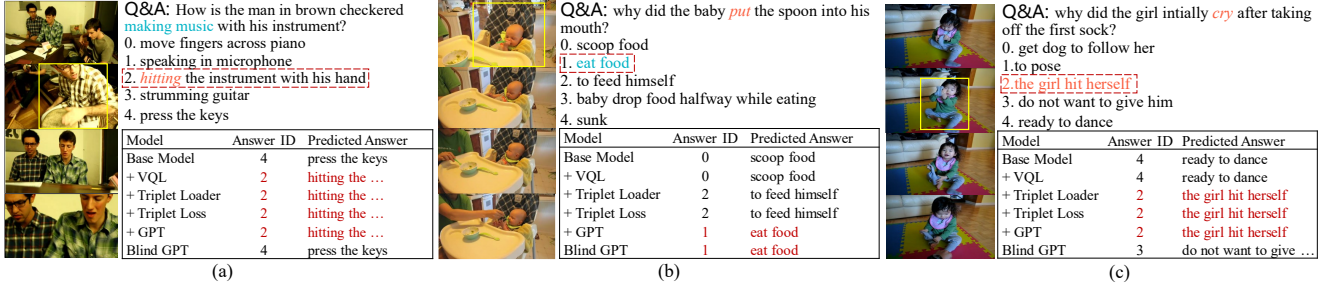 Q&A: How is the man in brown checkered
making music with his instrument?
0. move fingers across piano
1. speaking in microphone
2. hitting the instrument with his hand
3. strumming guitar
4. press the keys
Model Answer ID Predicted Answer
Base Model 4 press the keys
+ VQL 2 hitting the …
+ Triplet Loader 2 hitting the …
+ Triplet Loss 2 hitting the …
+ GPT 2 hitting the …
Blind GPT 4 press the keys
(a)
Q&A: why did the baby put the spoon into his
mouth?
0. scoop food
1. eat food
2. to feed himself
3. baby drop food halfway while eating
4. sunk
Model Answer ID Predicted Answer
Base Model 0 scoop food
+ VQL 0 scoop food
+ Triplet Loader 2 to feed himself
+ Triplet Loss 2 to feed himself
+ GPT 1 eat food
Blind GPT 1 eat food
(b)
Q&A: why did the girl intially cry after taking
off the first sock?
0. get dog to follow her
1.to pose
2.the girl hit herself
3. do not want to give him
4. ready to dance
Model Answer ID Predicted Answer
Base Model 4 ready to dance
+ VQL 4 ready to dance
+ Triplet Loader 2 the girl hit herself
+ Triplet Loss 2 the girl hit herself
+ GPT 2 the girl hit herself
Blind GPT 3 do not want to give …
(c)